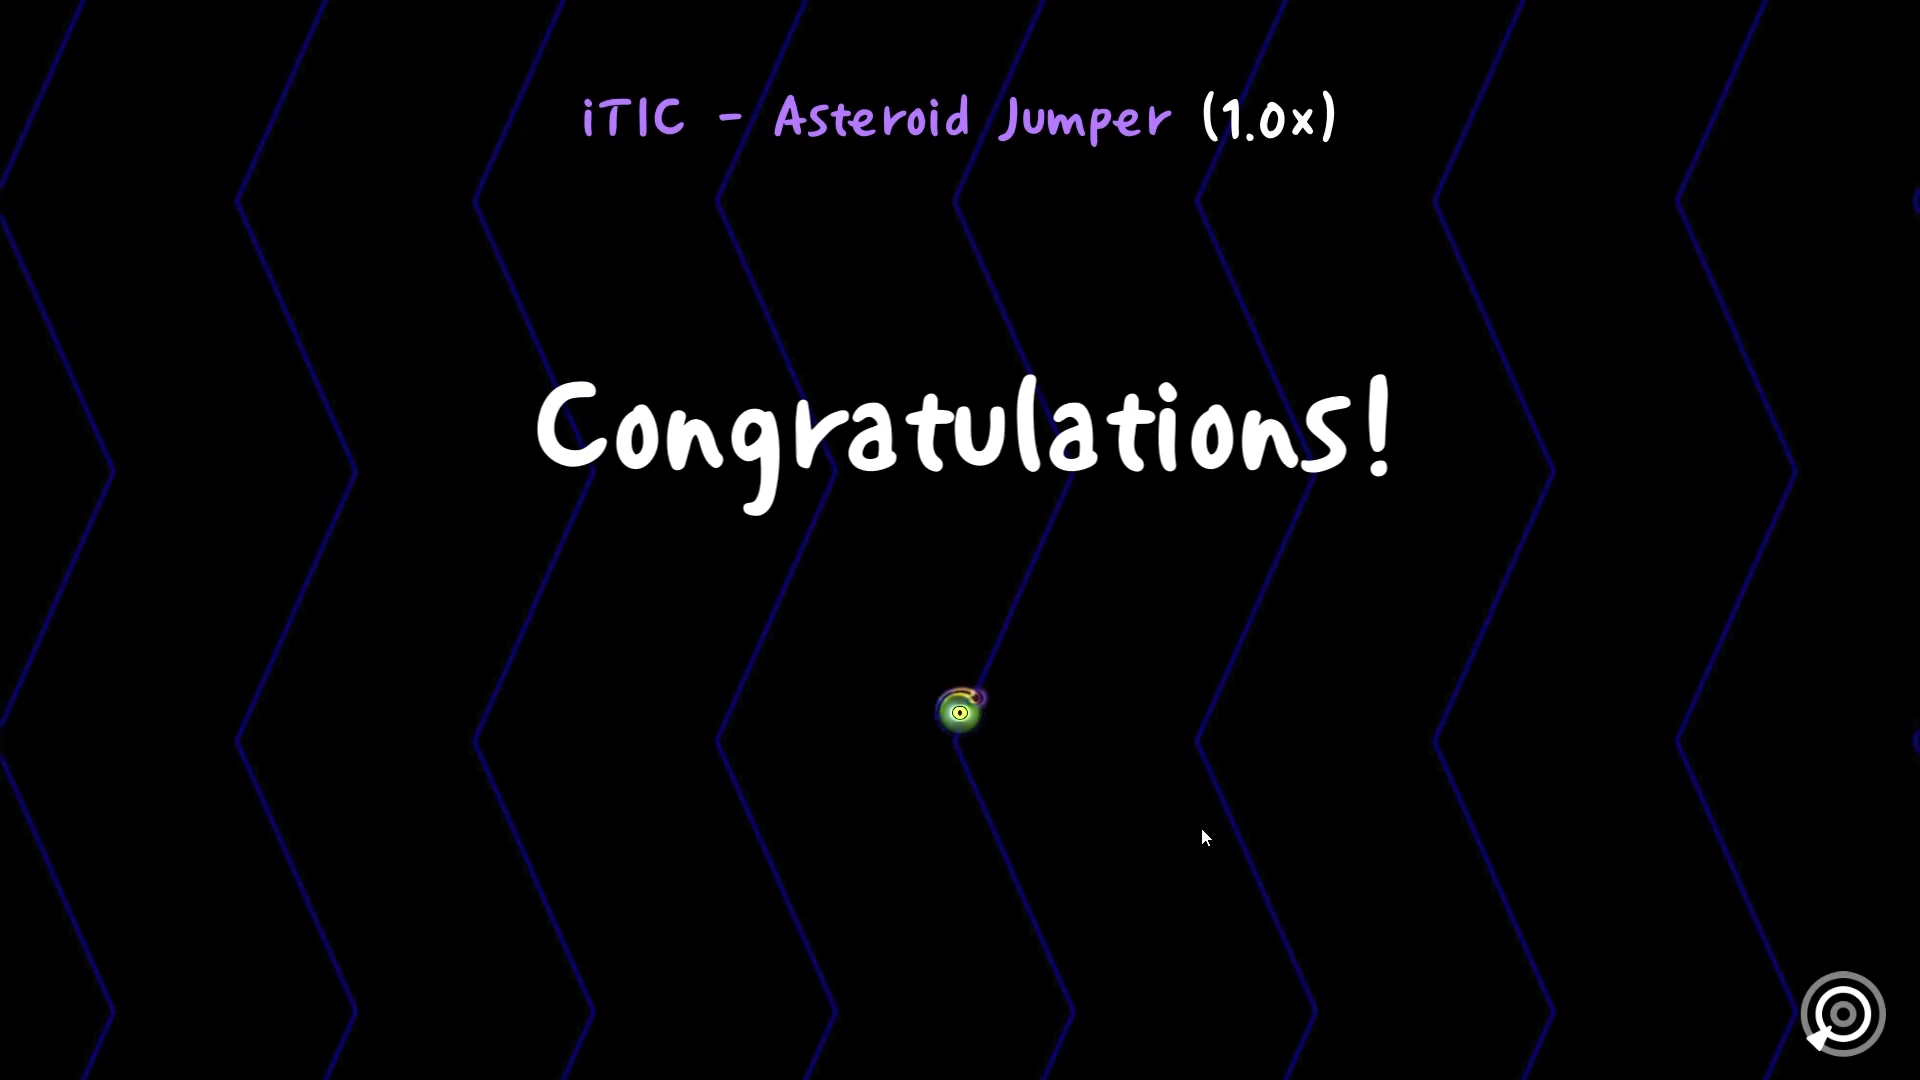 iTIC - Asteroid Jumper (1.0x)
Congratulations!